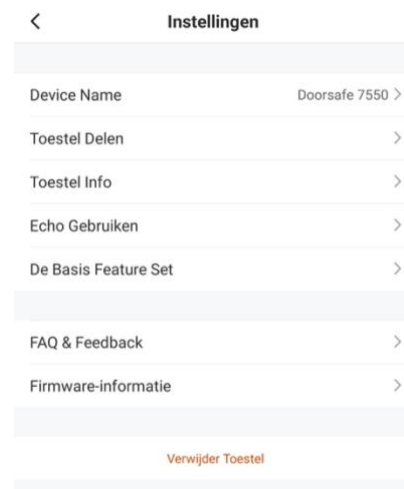 Instellingen
Device Name Doorsafe 7550
Toestel Delen
Toestel Info
Echo Gebruiken
De Basis Feature Set
FAQ & Feedback
Firmware-informatie
Verwijder Toestel